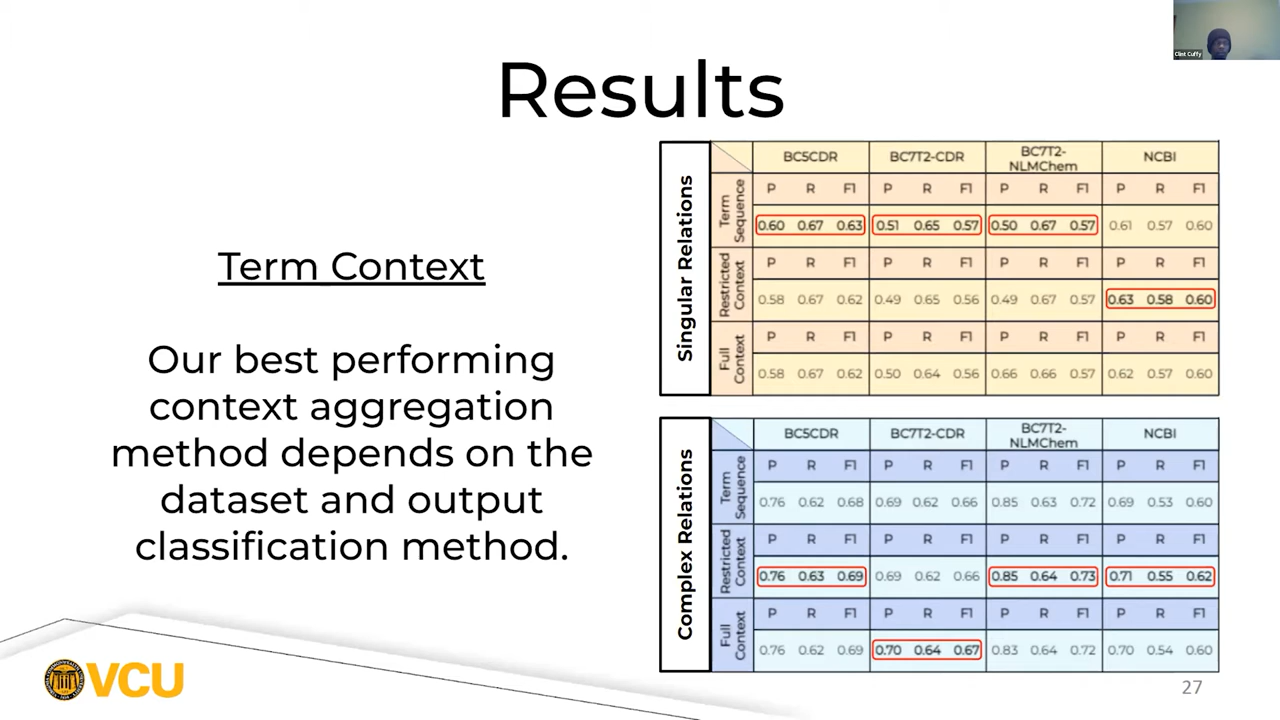 Clint Cuffy
Results
Term Context
Our best performing
context aggregation
method depends on the
dataset and output
classification method.
Singular Relations
BC5CDR BC7T2-CDR BC7T2-NLMChem NCBI
Term Sequence
P R F1 P R F1 P R F1 P R F1
0.60 0.67 0.63 0.51 0.65 0.57 0.50 0.67 0.57 0.61 0.57 0.60
Restricted Context
P R F1 P R F1 P R F1 P R F1
0.58 0.67 0.62 0.49 0.65 0.56 0.49 0.67 0.57 0.63 0.58 0.60
Full Context
P R F1 P R F1 P R F1 P R F1
0.58 0.67 0.62 0.50 0.64 0.56 0.66 0.66 0.57 0.62 0.57 0.60
Complex Relations
BC5CDR BC7T2-CDR BC7T2-NLMChem NCBI
Term Sequence
P R F1 P R F1 P R F1 P R F1
0.76 0.62 0.68 0.69 0.62 0.66 0.85 0.63 0.72 0.69 0.53 0.60
Restricted Context
P R F1 P R F1 P R F1 P R F1
0.76 0.63 0.69 0.69 0.62 0.66 0.85 0.64 0.73 0.71 0.55 0.62
Full Context
P R F1 P R F1 P R F1 P R F1
0.76 0.62 0.69 0.70 0.64 0.67 0.83 0.64 0.72 0.70 0.54 0.60
VCU
27